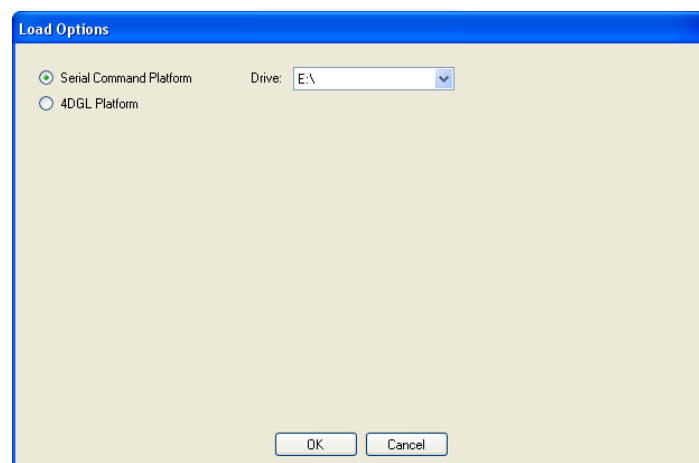 Load Options
Serial Command Platform Drive: E:\
4DGL Platform
OK Cancel